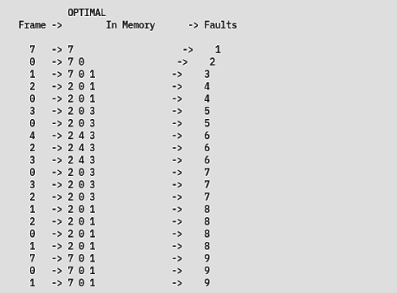 OPTIMAL
Frame -> In Memory -> Faults
7 -> 7 -> 1
0 -> 7 0 -> 2
1 -> 7 0 1 -> 3
2 -> 2 0 1 -> 4
0 -> 2 0 1 -> 4
3 -> 2 0 3 -> 5
0 -> 2 0 3 -> 5
4 -> 2 4 3 -> 6
2 -> 2 4 3 -> 6
3 -> 2 4 3 -> 6
0 -> 2 0 3 -> 7
3 -> 2 0 3 -> 7
2 -> 2 0 3 -> 7
1 -> 2 0 1 -> 8
2 -> 2 0 1 -> 8
0 -> 2 0 1 -> 8
1 -> 2 0 1 -> 8
7 -> 7 0 1 -> 9
0 -> 7 0 1 -> 9
1 -> 7 0 1 -> 9